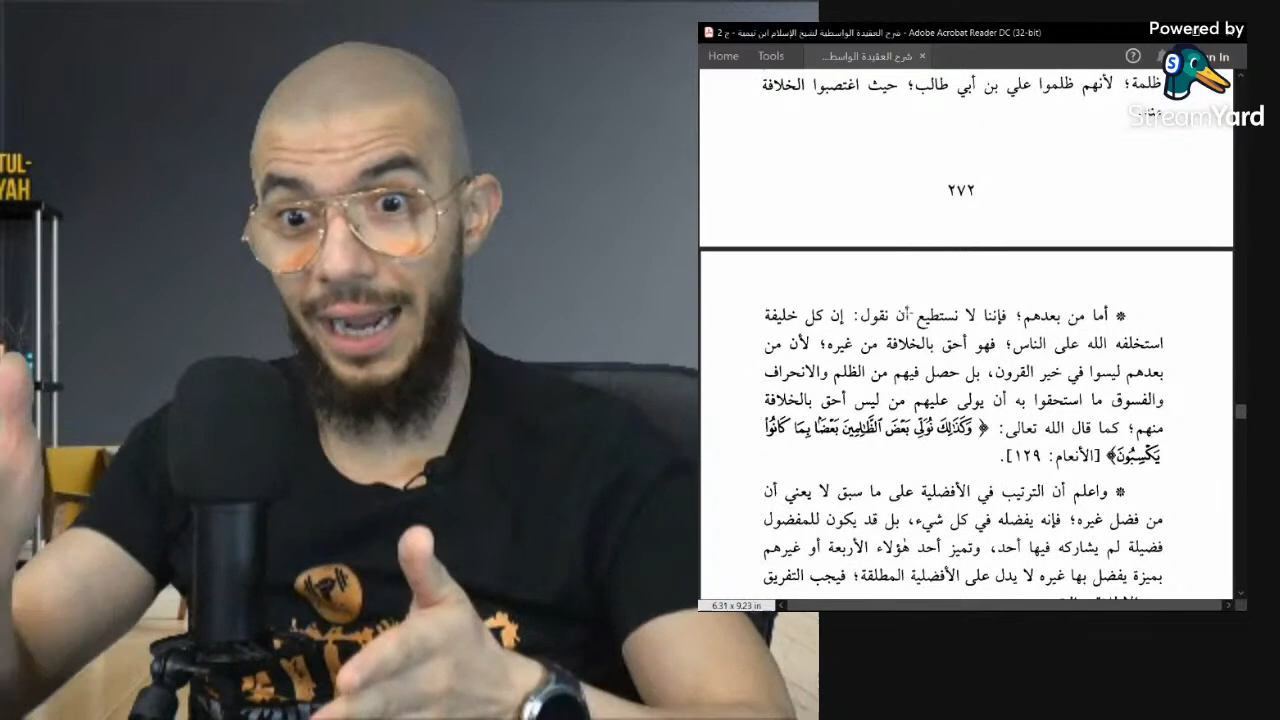 TUL-
YAH
شرح العقيدة الواسطية لشيخ الإسلام ابن تيمية - ج 2 - Adobe Acrobat Reader DC (32-bit)
Powered by
StreamYard
Home
Tools
شرح العقيدة الواسط...
In
ظلمة؛ لأنهم ظلموا علي بن أبي طالب؛ حيث اغتصبوا الخلافة
٢٧٢
* أما من بعدهم؛ فإننا لا نستطيع أن نقول: إن كل خليفة
استخلفه الله على الناس؛ فهو أحق بالخلافة من غيره؛ لأن من
بعدهم ليسوا في خير القرون، بل حصل فيهم من الظلم والانحراف
والفسوق ما استحقوا به أن يولى عليهم من ليس أحق بالخلافة
منهم؛ كما قال الله تعالى: ﴿ وَكَذَٰلِكَ نُوَلِّي بَعْضَ الظَّالِمِينَ بَعْضًا بِمَا كَانُوا
يَكْسِبُونَ﴾ [الأنعام: ١٢٩].
* واعلم أن الترتيب في الأفضلية على ما سبق لا يعني أن
من فضل غيره؛ فإنه يفضله في كل شيء، بل قد يكون للمفضول
فضيلة لم يشاركه فيها أحد، وتميز أحد هؤلاء الأربعة أو غيرهم
بميزة يفضل بها غيره لا يدل على الأفضلية المطلقة؛ فيجب التفريق
6.31 x 9.23 in